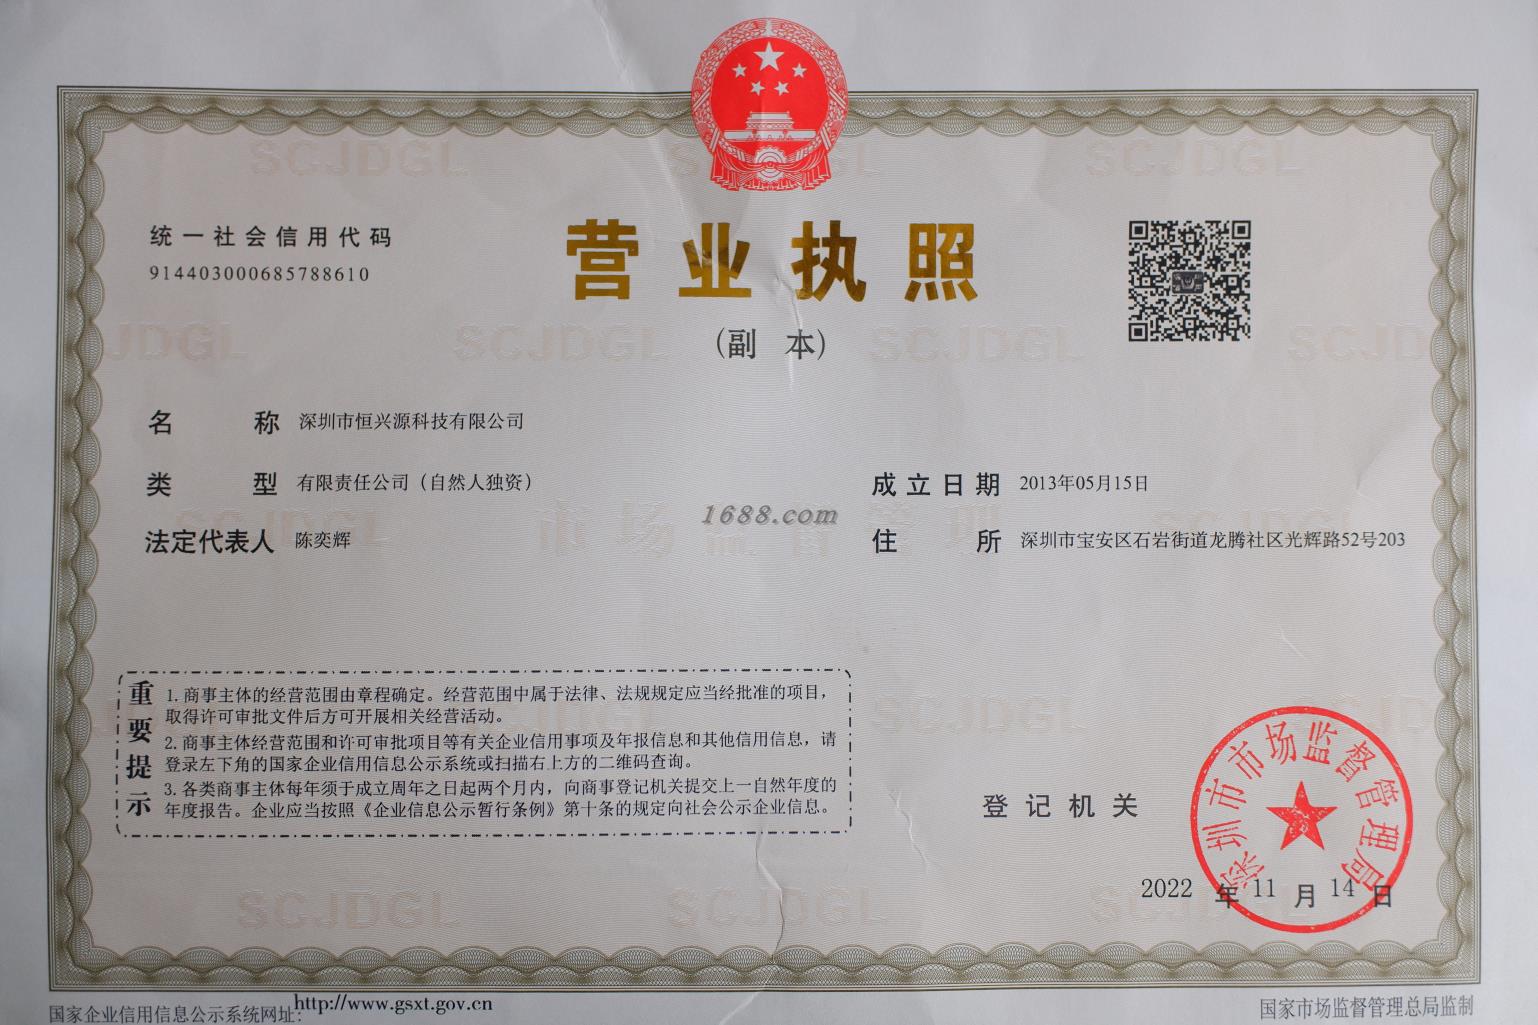 统一社会信用代码
914403000685788610
营业执照
(副 本)
名 称 深圳市恒兴源科技有限公司
类 型 有限责任公司（自然人独资）
法定代表人 陈奕辉
成立日期 2013年05月15日
住 所 深圳市宝安区石岩街道龙腾社区光辉路52号203
1688.com
重要提示
1.商事主体的经营范围由章程确定。经营范围中属于法律、法规规定应当经批准的项目，
取得许可审批文件后方可开展相关经营活动。
2.商事主体经营范围和许可审批项目等有关企业信用事项及年报信息和其他信用信息，请
登录左下角的国家企业信用信息公示系统或扫描右上方的二维码查询。
3.各类商事主体每年须于成立周年之日起两个月内，向商事登记机关提交上一自然年度的
年度报告。企业应当按照《企业信息公示暂行条例》第十条的规定向社会公示企业信息。
登记机关
深圳市市场监督管理局
2022 年 11 月 14 日
国家企业信用信息公示系统网址：http://www.gsxt.gov.cn
国家市场监督管理总局监制
SCJDGL
市场监督管理